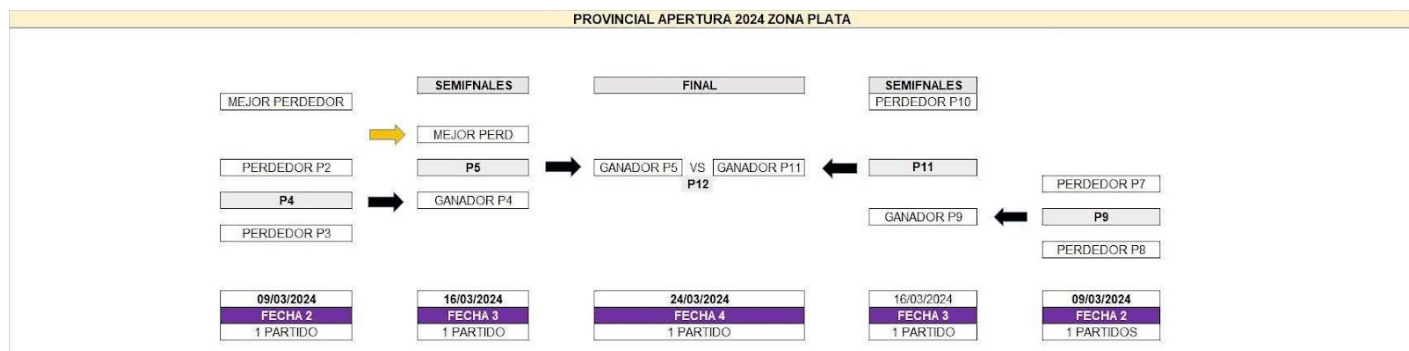 PROVINCIAL APERTURA 2024 ZONA PLATA
SEMIFNALES FINAL SEMIFNALES
MEJOR PERDEDOR PERDEDOR P10
MEJOR PERD
PERDEDOR P2 P5 GANADOR P5 VS GANADOR P11 P11
P12 PERDEDOR P7
P4 GANADOR P4
GANADOR P9 P9
PERDEDOR P3
PERDEDOR P8
09/03/2024 16/03/2024 24/03/2024 16/03/2024 09/03/2024
FECHA 2 FECHA 3 FECHA 4 FECHA 3 FECHA 2
1 PARTIDO 1 PARTIDO 1 PARTIDO 1 PARTIDO 1 PARTIDOS